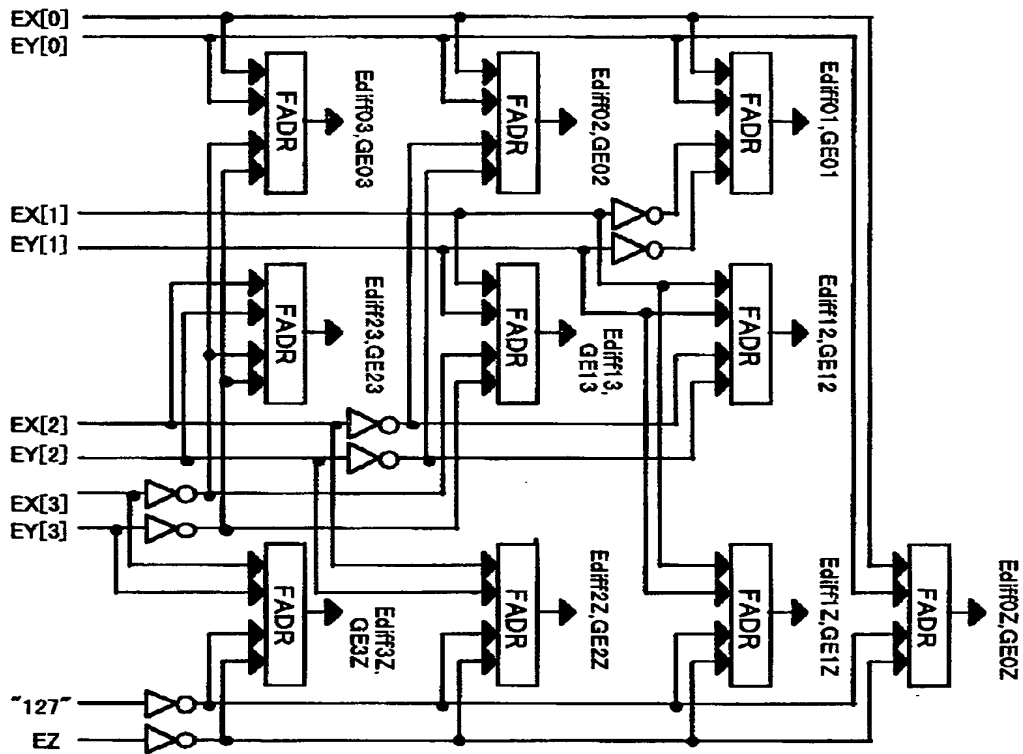 EX[0]
EY[0]
FADR
Ediff03,GE03
FADR
Ediff02,GE02
FADR
Ediff01,GE01
EX[1]
EY[1]
FADR
Ediff23,GE23
FADR
Ediff13,
GE13
FADR
Ediff12,GE12
EX[2]
EY[2]
EX[3]
EY[3]
FADR
Ediff3Z,
GE3Z
FADR
Ediff2Z,GE2Z
FADR
Ediff1Z,GE1Z
FADR
Ediff0Z,GE0Z
"127"
EZ